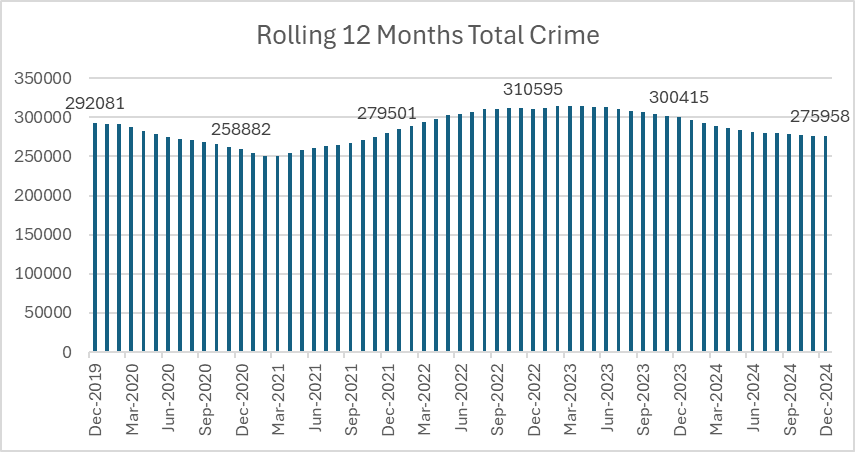 Rolling 12 Months Total Crime
350000
300000
250000
200000
150000
100000
50000
0
292081
258882
279501
310595
300415
275958
Dec-2019
Mar-2020
Jun-2020
Sep-2020
Dec-2020
Mar-2021
Jun-2021
Sep-2021
Dec-2021
Mar-2022
Jun-2022
Sep-2022
Dec-2022
Mar-2023
Jun-2023
Sep-2023
Dec-2023
Mar-2024
Jun-2024
Sep-2024
Dec-2024